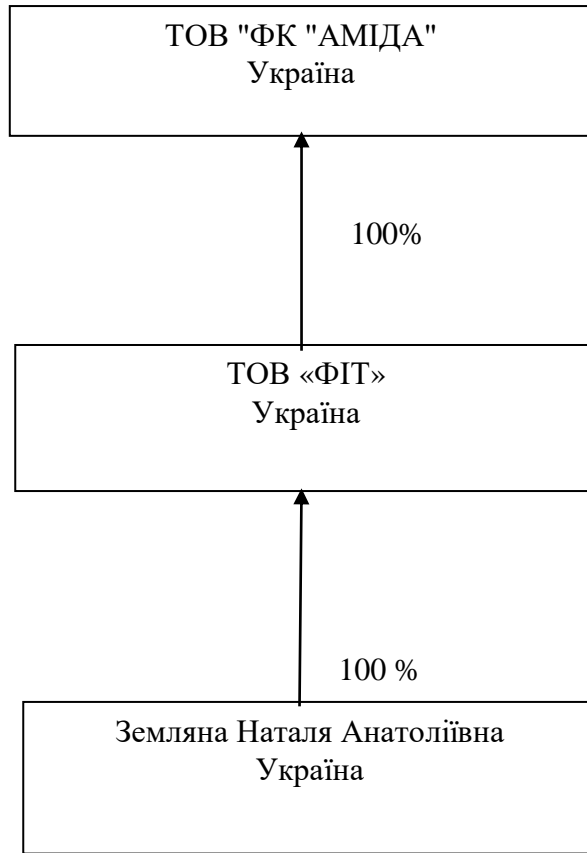 ТОВ "ФК "АМІДА"
Україна
100%
ТОВ «ФІТ»
Україна
100 %
Земляна Наталя Анатоліївна
Україна